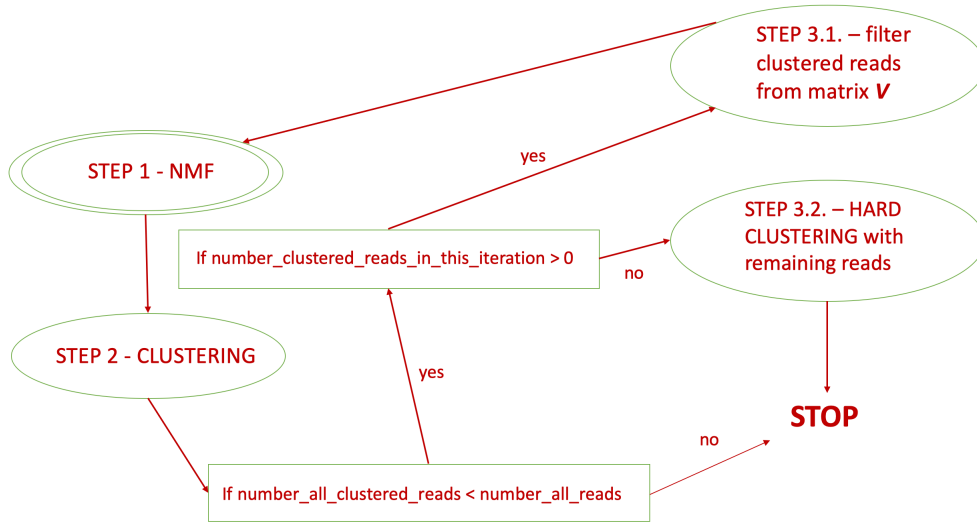 STEP 3.1. – filter
clustered reads
from matrix V
STEP 1 - NMF
yes
STEP 3.2. – HARD
CLUSTERING with
remaining reads
If number_clustered_reads_in_this_iteration > 0
no
STEP 2 - CLUSTERING
yes
STOP
no
If number_all_clustered_reads < number_all_reads